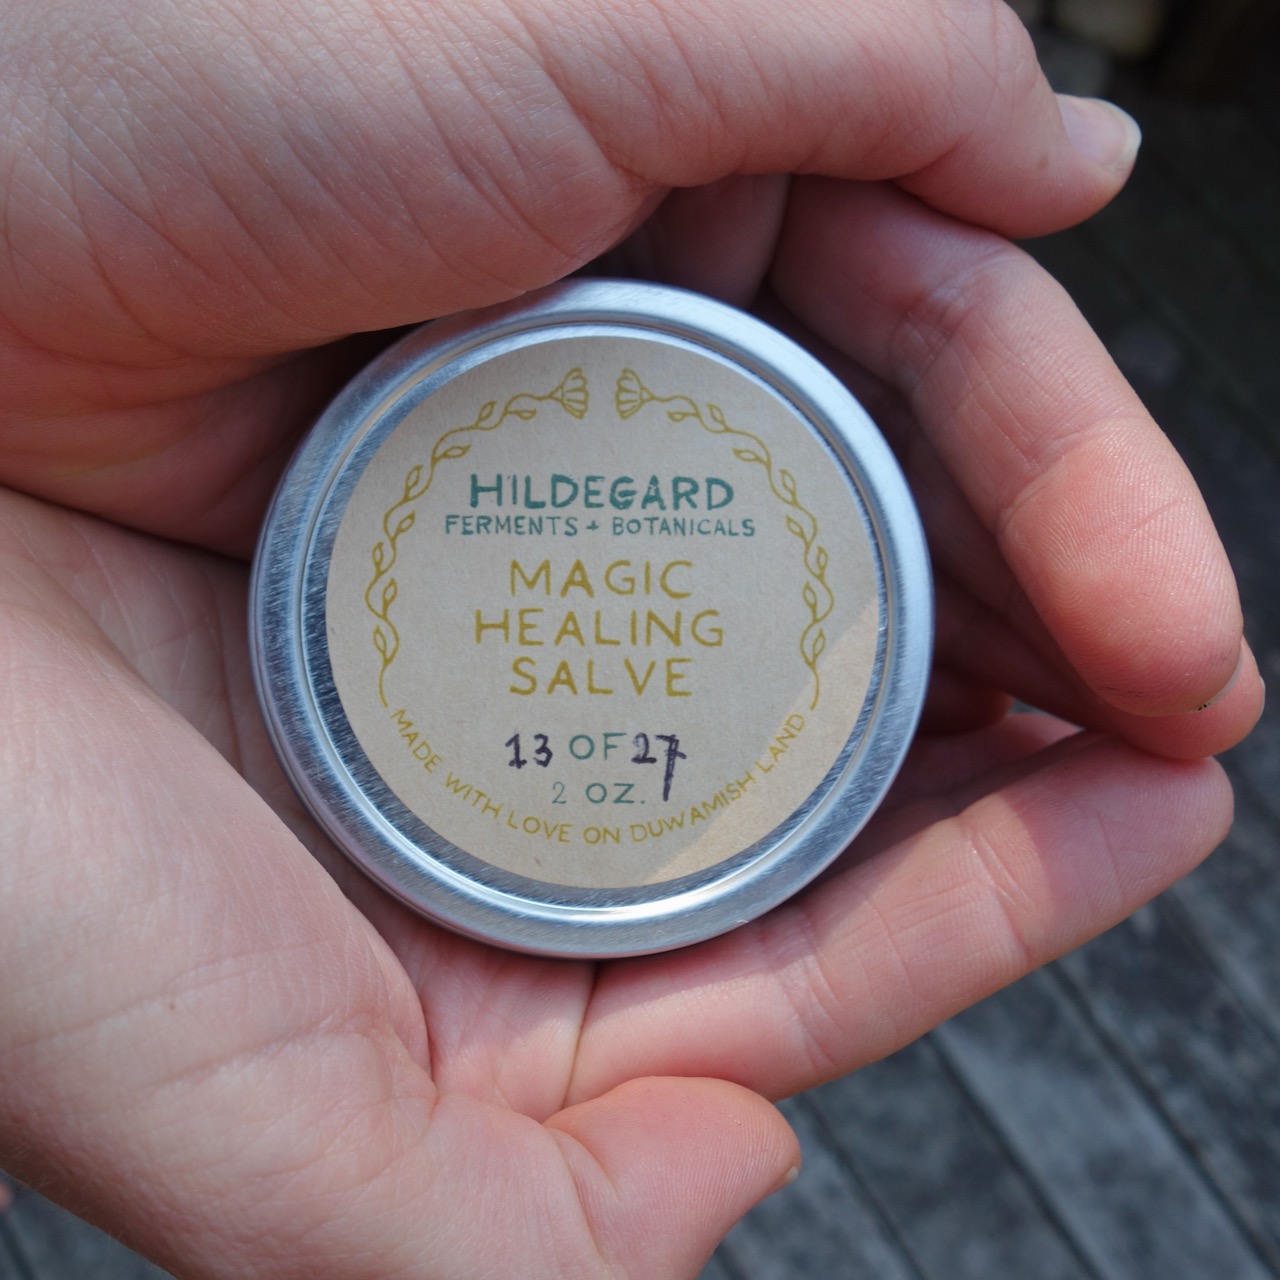 HILDEGARD
FERMENTS + BOTANICALS
MAGIC
HEALING
SALVE
13 OF 27
2 OZ.
MADE WITH LOVE ON DUWAMISH LAND